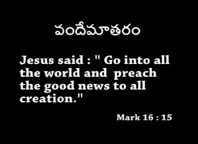 వందేమాతరం
Jesus said : " Go into all
the world and preach
the good news to all
creation."
Mark 16 : 15